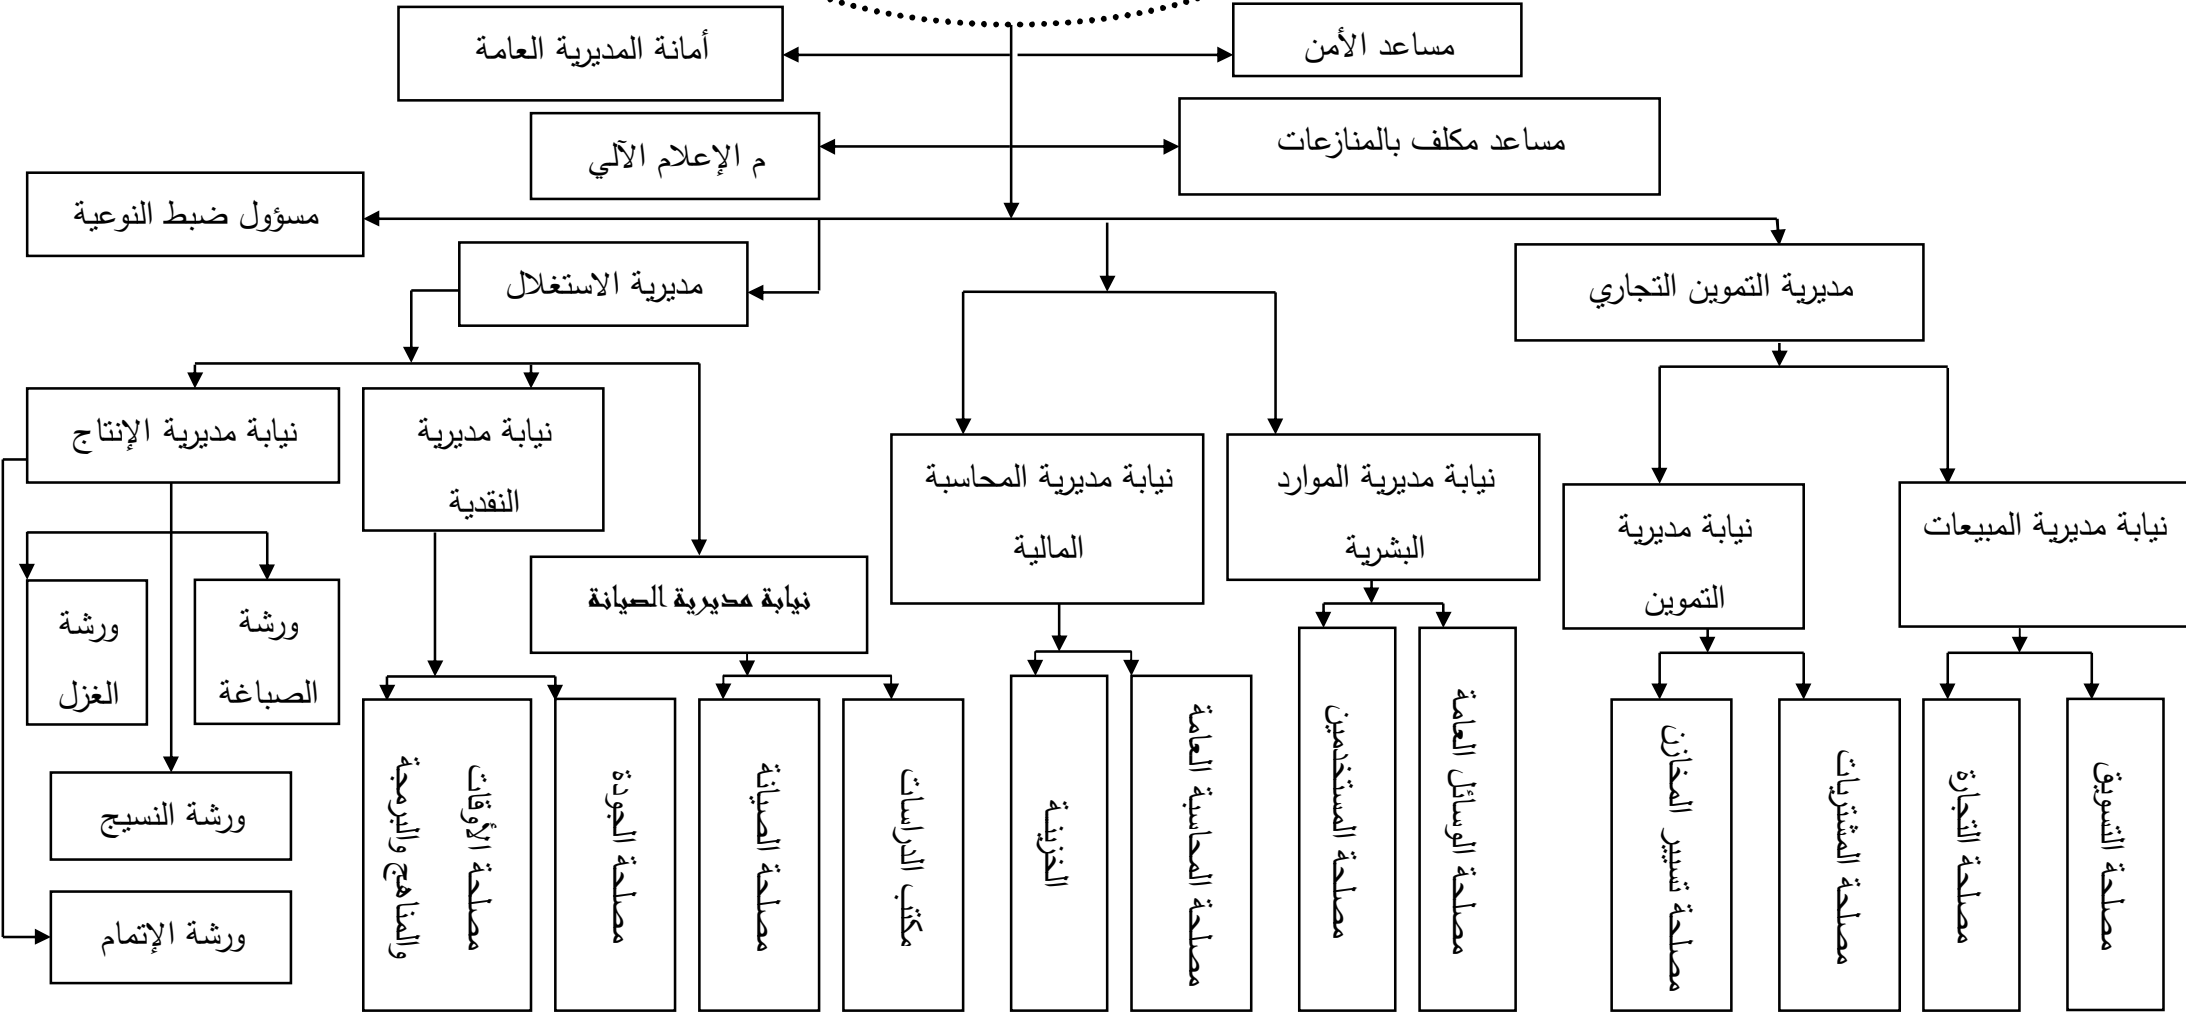 مساعد الأمن
أمانة المديرية العامة
مساعد مكلف بالمنازعات
م الإعلام الآلي
مسؤول ضبط النوعية
مديرية التموين التجاري
مديرية الاستغلال
نيابة مديرية المبيعات
نيابة مديرية
التموين
نيابة مديرية الموارد
البشرية
نيابة مديرية المحاسبة
المالية
نيابة مديرية الصيانة
نيابة مديرية
النقدية
نيابة مديرية الإنتاج
مصلحة التسويق
مصلحة التجارة
مصلحة المشتريات
مصلحة تسيير المخازن
مصلحة الوسائل العامة
مصلحة المستخدمين
مصلحة المحاسبة العامة
الخزينة
مكتب الدراسات
مصلحة الصيانة
مصلحة الجودة
مصلحة الأوقات
والمناهج والبرمجة
ورشة
الصباغة
ورشة
الغزل
ورشة النسيج
ورشة الإتمام